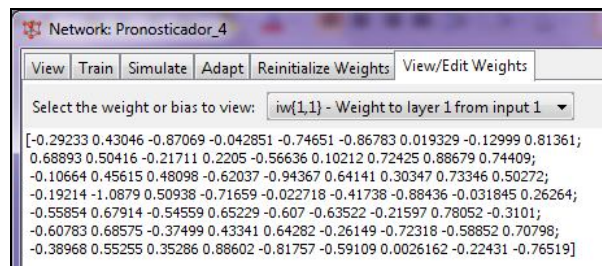 Network: Pronosticador_4
View Train Simulate Adapt Reinitialize Weights View/Edit Weights
Select the weight or bias to view: iw{1,1} - Weight to layer 1 from input 1
[-0.29233 0.43046 -0.87069 -0.042851 -0.74651 -0.86783 0.019329 -0.12999 0.81361;
0.68893 0.50416 -0.21711 0.2205 -0.56636 0.10212 0.72425 0.88679 0.74409;
-0.10664 0.45615 0.48098 -0.62037 -0.94367 0.64141 0.30347 0.73346 0.50272;
-0.19214 -1.0879 0.50938 -0.71659 -0.022718 -0.41738 -0.88436 -0.031845 0.26264;
-0.55854 0.67914 -0.54559 0.65229 -0.607 -0.63522 -0.21597 0.78052 -0.3101;
-0.60783 0.68575 -0.37499 0.43341 0.64282 -0.26149 -0.72318 -0.58852 0.70798;
-0.38968 0.55255 0.35286 0.88602 -0.81757 -0.59109 0.0026162 -0.22431 -0.76519]